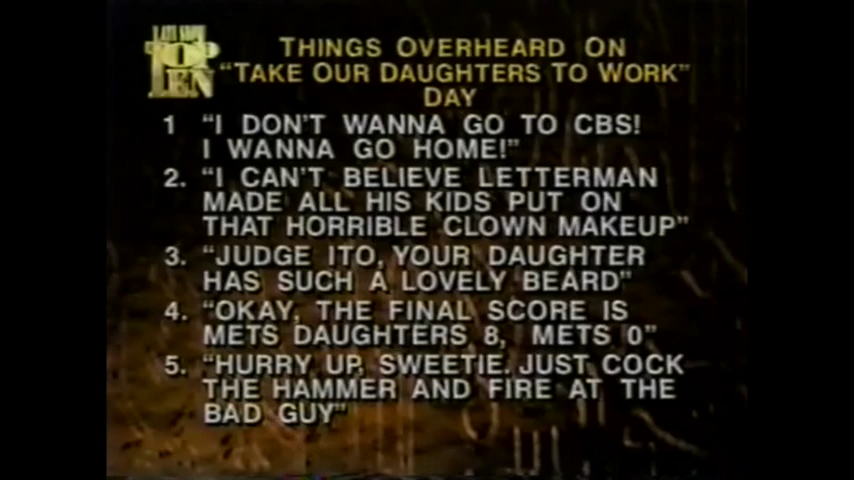 LATE SHOW
TOP
TEN
THINGS OVERHEARD ON
"TAKE OUR DAUGHTERS TO WORK"
DAY
1 "I DON'T WANNA GO TO CBS!
I WANNA GO HOME!"
2. "I CAN'T BELIEVE LETTERMAN
MADE ALL HIS KIDS PUT ON
THAT HORRIBLE CLOWN MAKEUP"
3. "JUDGE ITO, YOUR DAUGHTER
HAS SUCH A LOVELY BEARD"
4. "OKAY, THE FINAL SCORE IS
METS DAUGHTERS 8, METS 0"
5. "HURRY UP, SWEETIE. JUST COCK
THE HAMMER AND FIRE AT THE
BAD GUY"